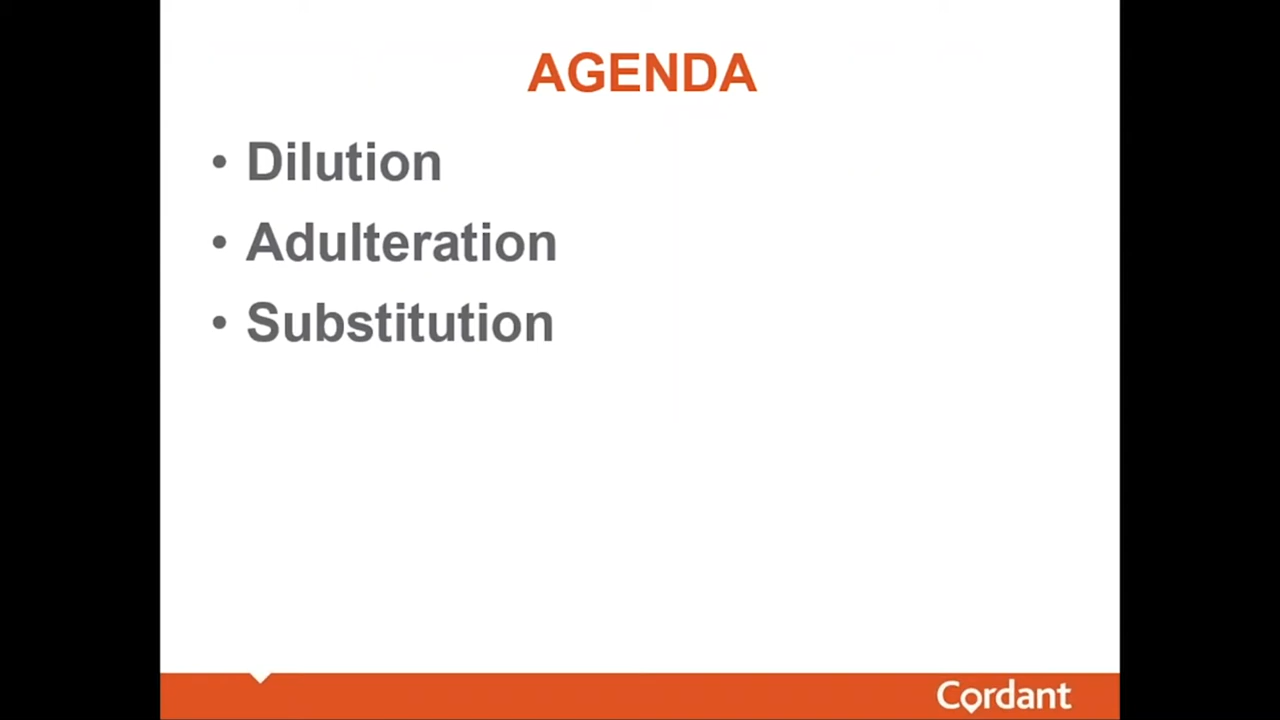 AGENDA
• Dilution
• Adulteration
• Substitution
Cordant